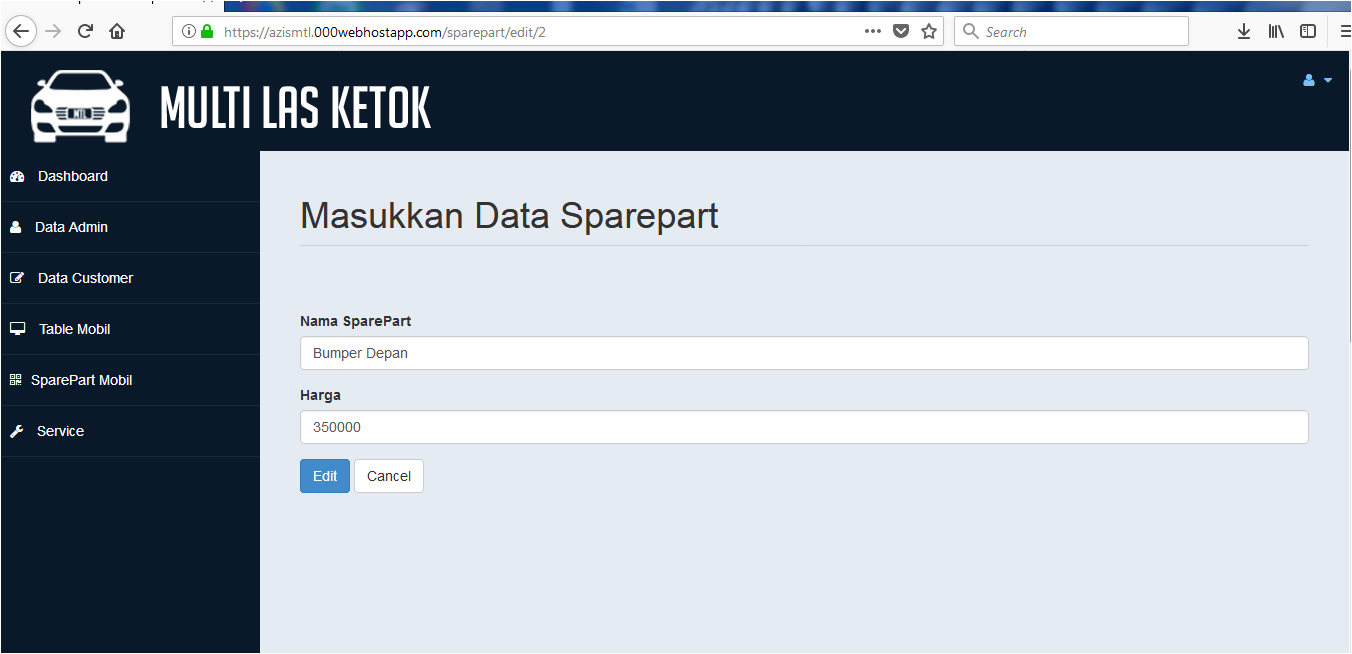 https://azismtl.000webhostapp.com/sparepart/edit/2
Search
MTL
MULTI LAS KETOK
Dashboard
Data Admin
Data Customer
Table Mobil
SparePart Mobil
Service
Masukkan Data Sparepart
Nama SparePart
Bumper Depan
Harga
350000
Edit
Cancel